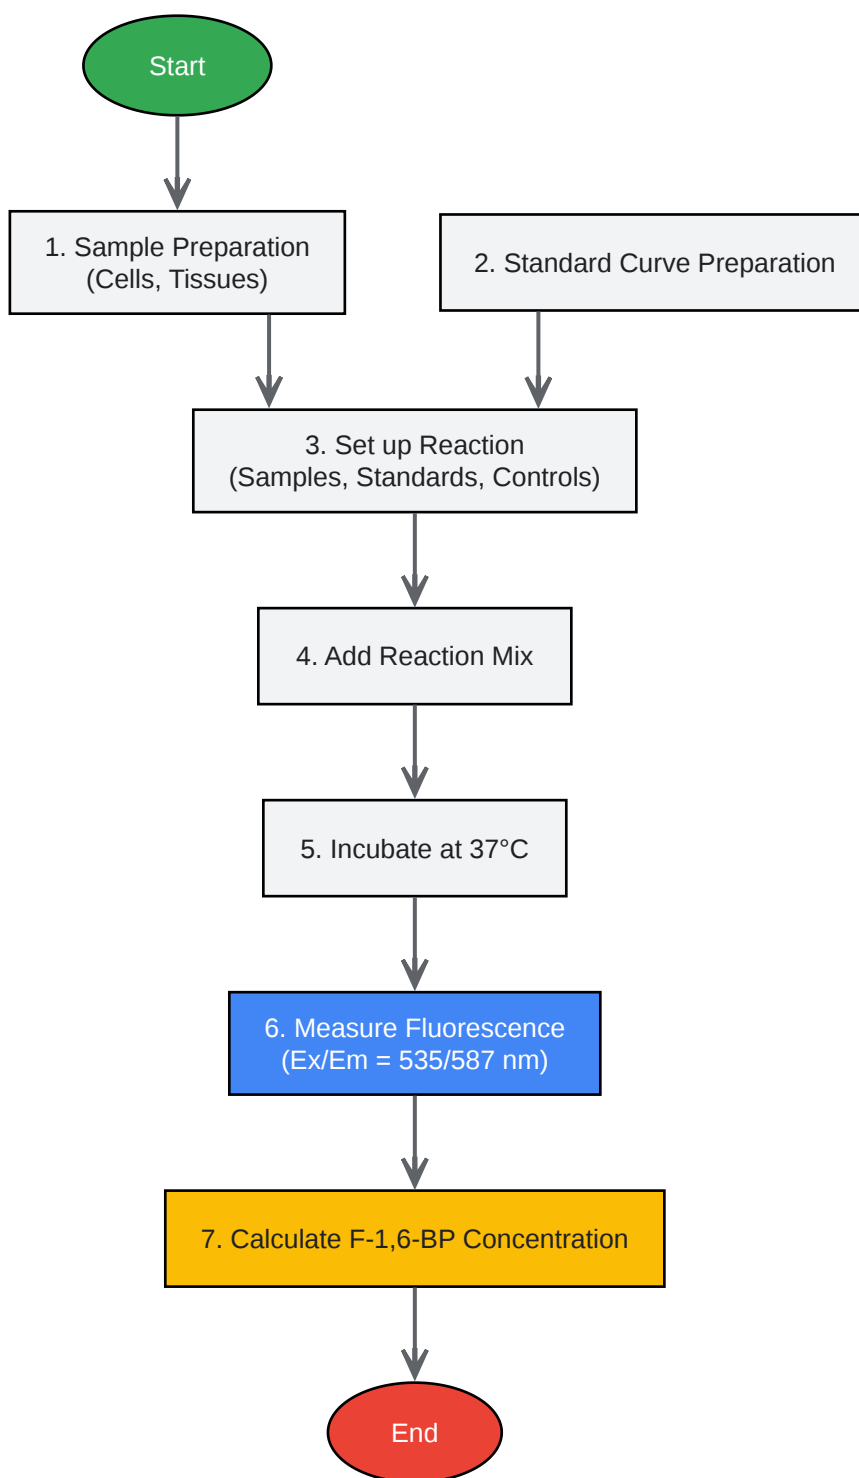 Start
1. Sample Preparation
(Cells, Tissues)
2. Standard Curve Preparation
3. Set up Reaction
(Samples, Standards, Controls)
4. Add Reaction Mix
5. Incubate at 37°C
6. Measure Fluorescence
(Ex/Em = 535/587 nm)
7. Calculate F-1,6-BP Concentration
End